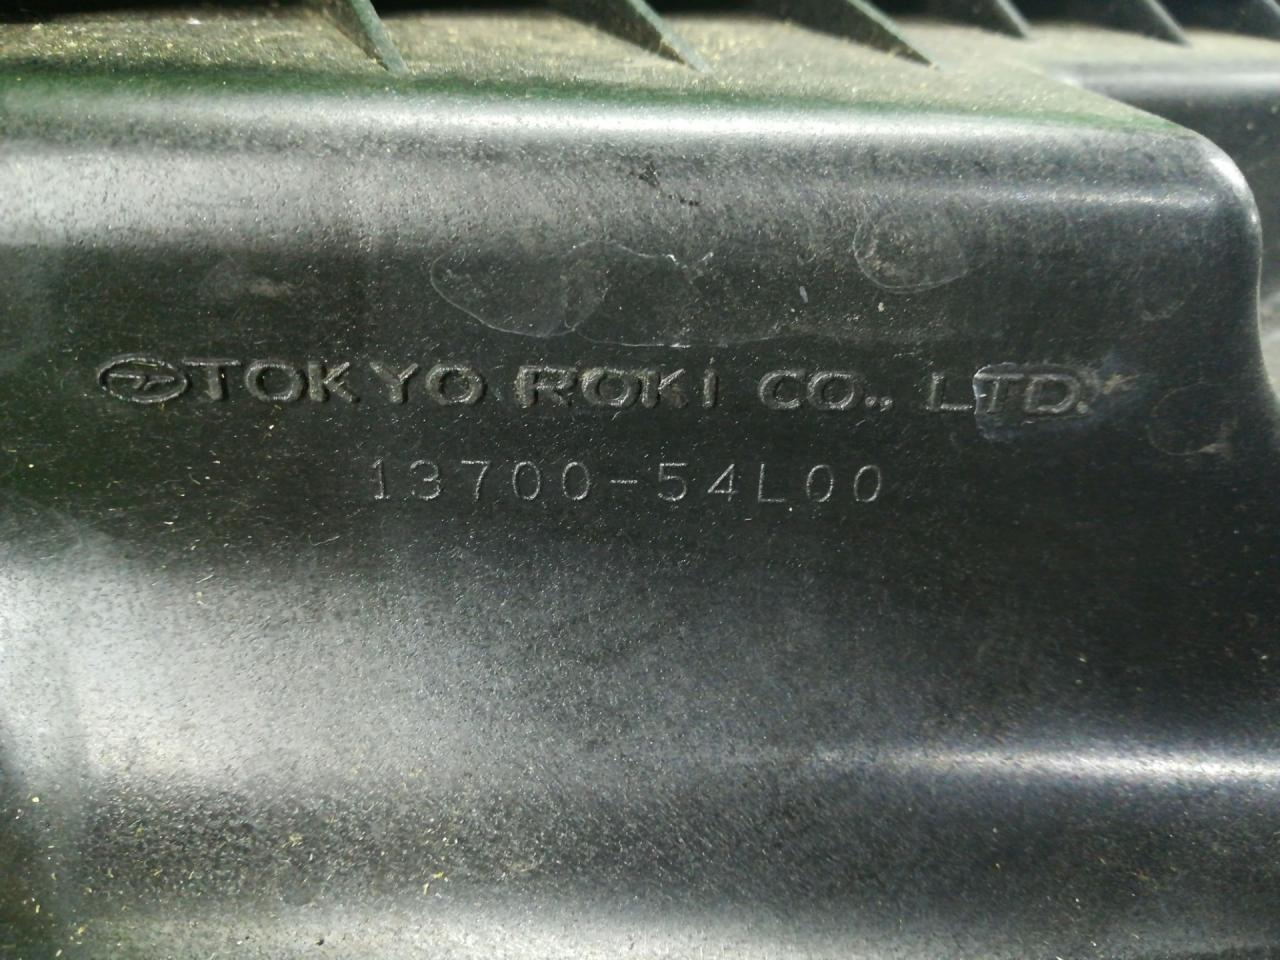 TOKYO ROKI CO., LTD.
13700-54L00